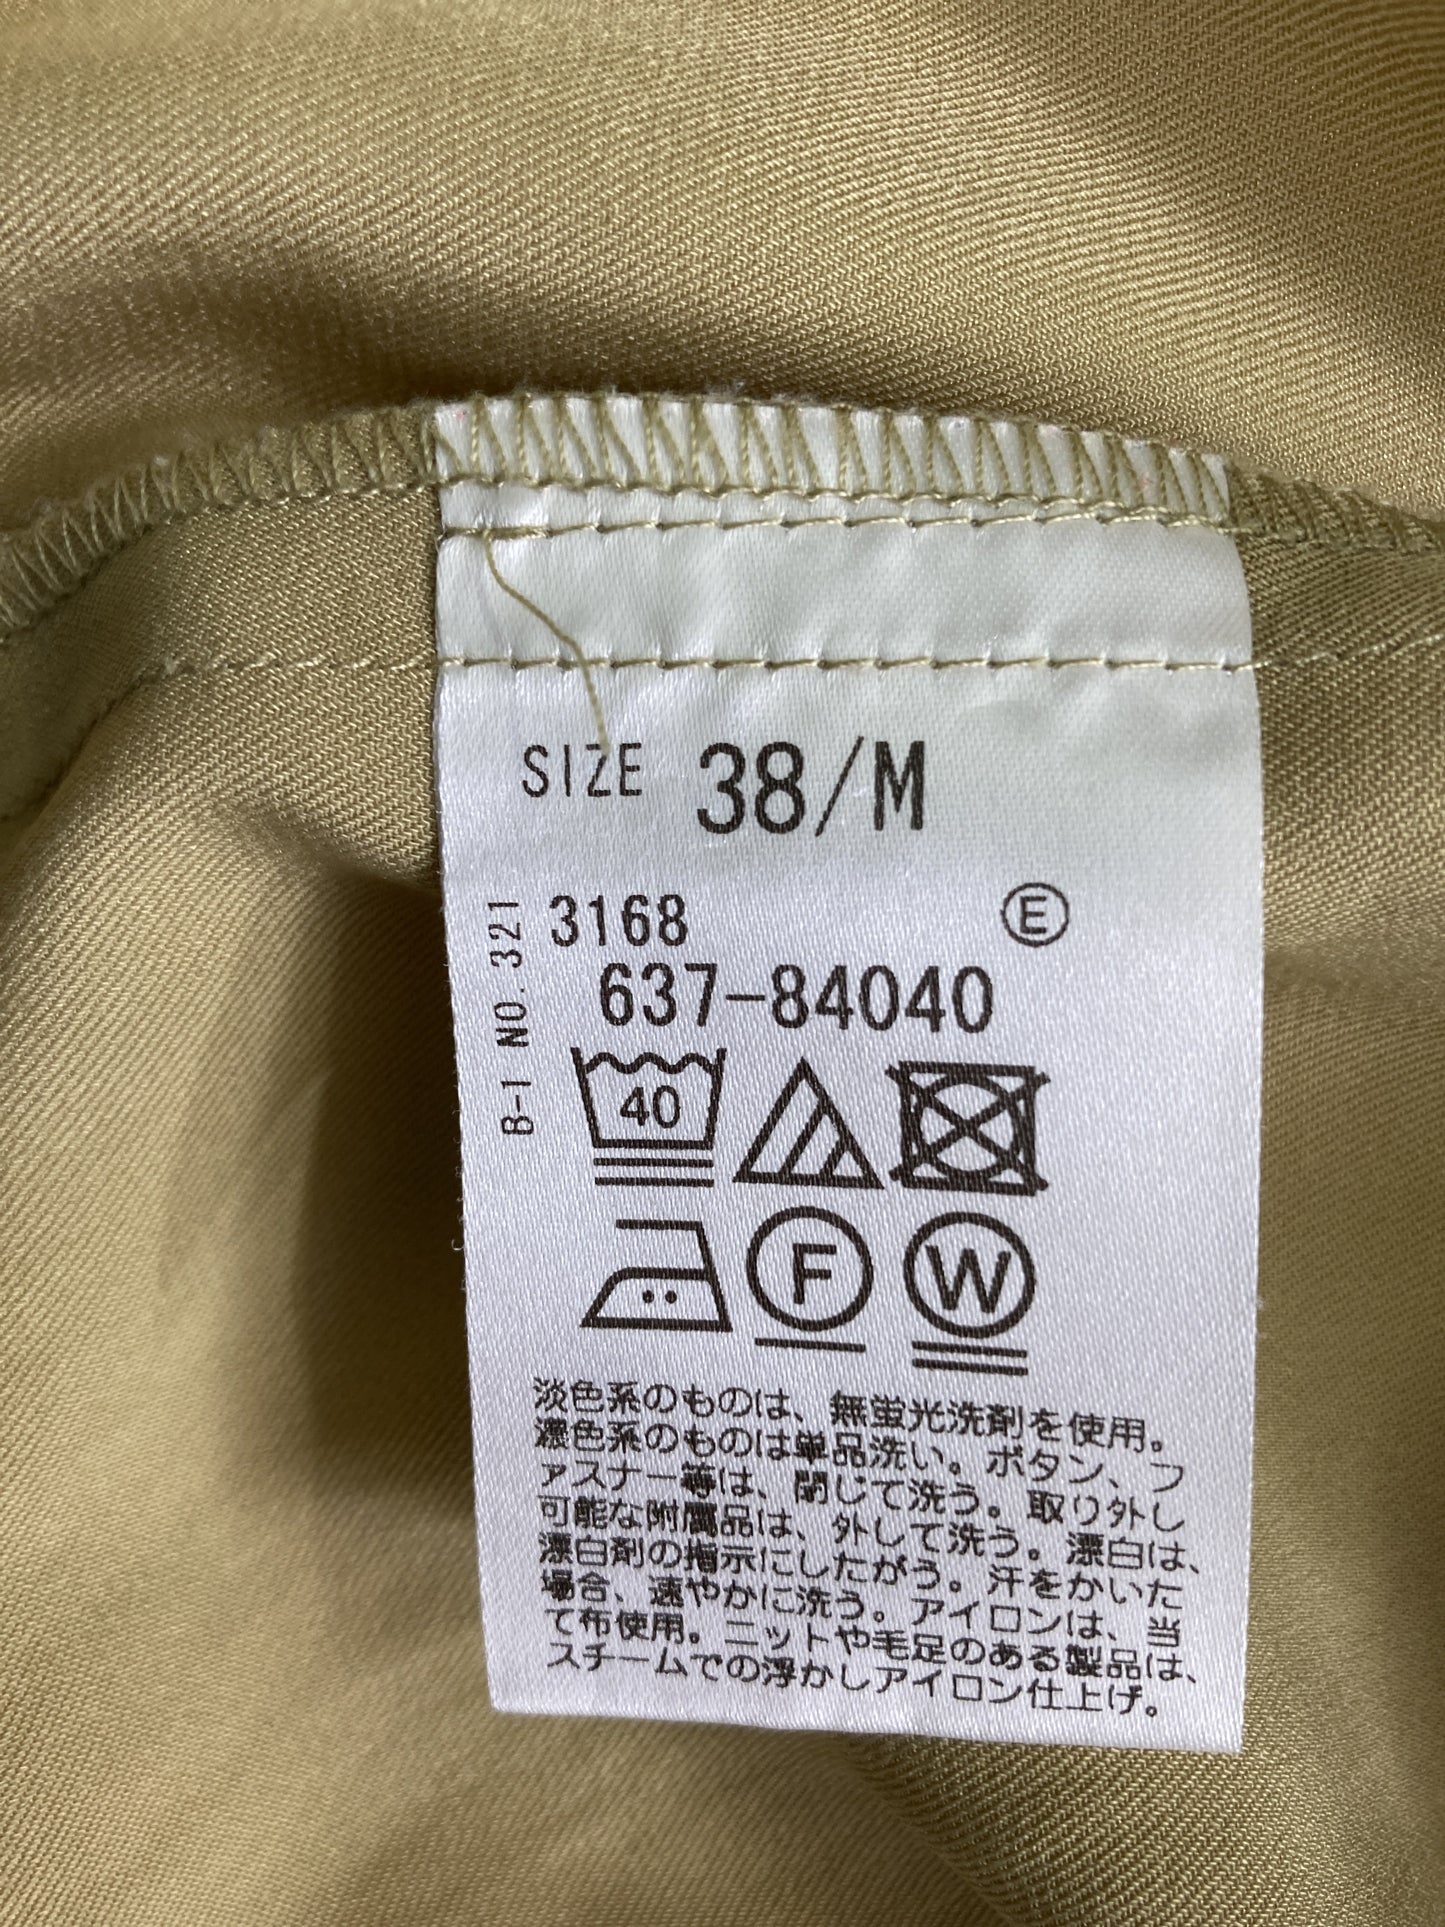 SIZE 38/M
B-1 NO.321
3168 Ⓔ
637-84040
40
F W
淡色系のものは、無蛍光洗剤を使用。
濃色系のものは単品洗い。ボタン、フ
ァスナー等は、閉じて洗う。取り外し
可能な附属品は、外して洗う。漂白は、
漂白剤の指示にしたがう。汗をかいた
場合、速やかに洗う。アイロンは、当
て布使用。ニットや毛足のある製品は、
スチームでの浮かしアイロン仕上げ。